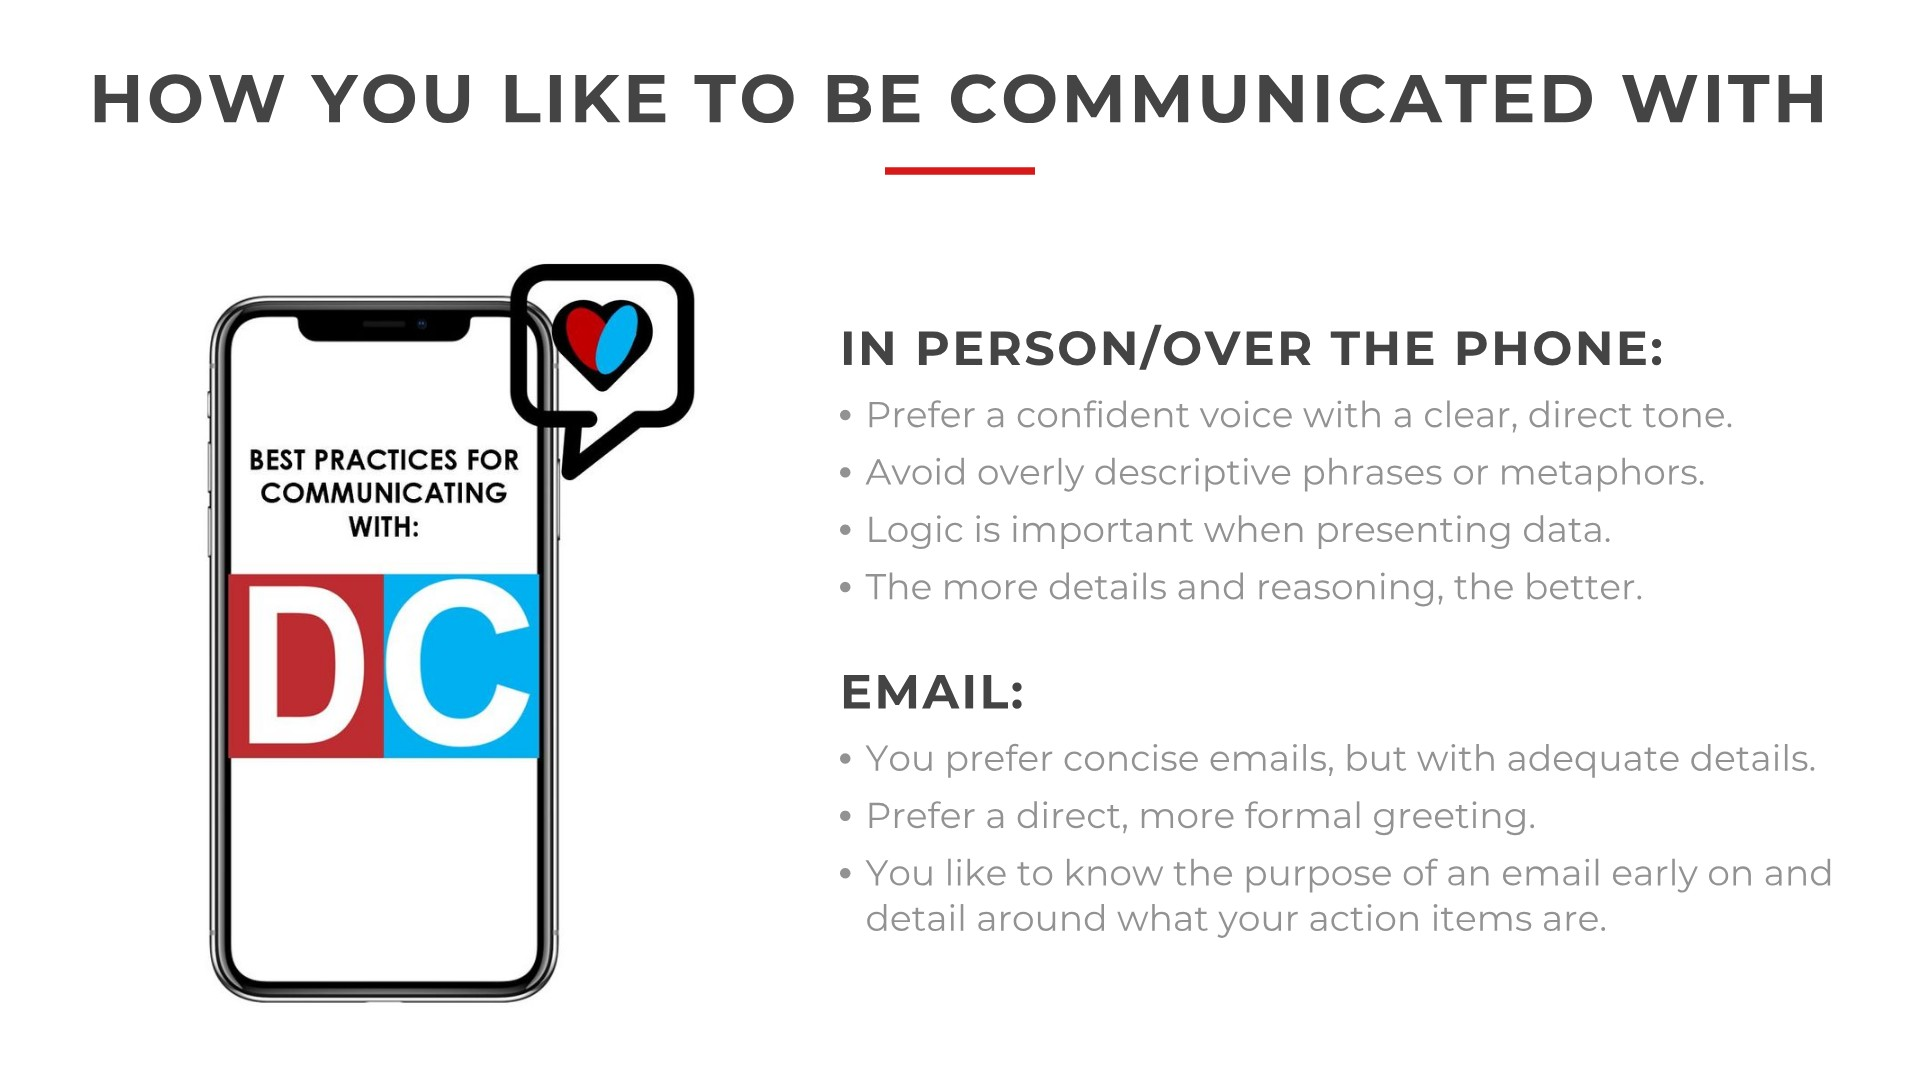 HOW YOU LIKE TO BE COMMUNICATED WITH
BEST PRACTICES FOR
COMMUNICATING
WITH:
DC
IN PERSON/OVER THE PHONE:
• Prefer a confident voice with a clear, direct tone.
• Avoid overly descriptive phrases or metaphors.
• Logic is important when presenting data.
• The more details and reasoning, the better.
EMAIL:
• You prefer concise emails, but with adequate details.
• Prefer a direct, more formal greeting.
• You like to know the purpose of an email early on and
detail around what your action items are.